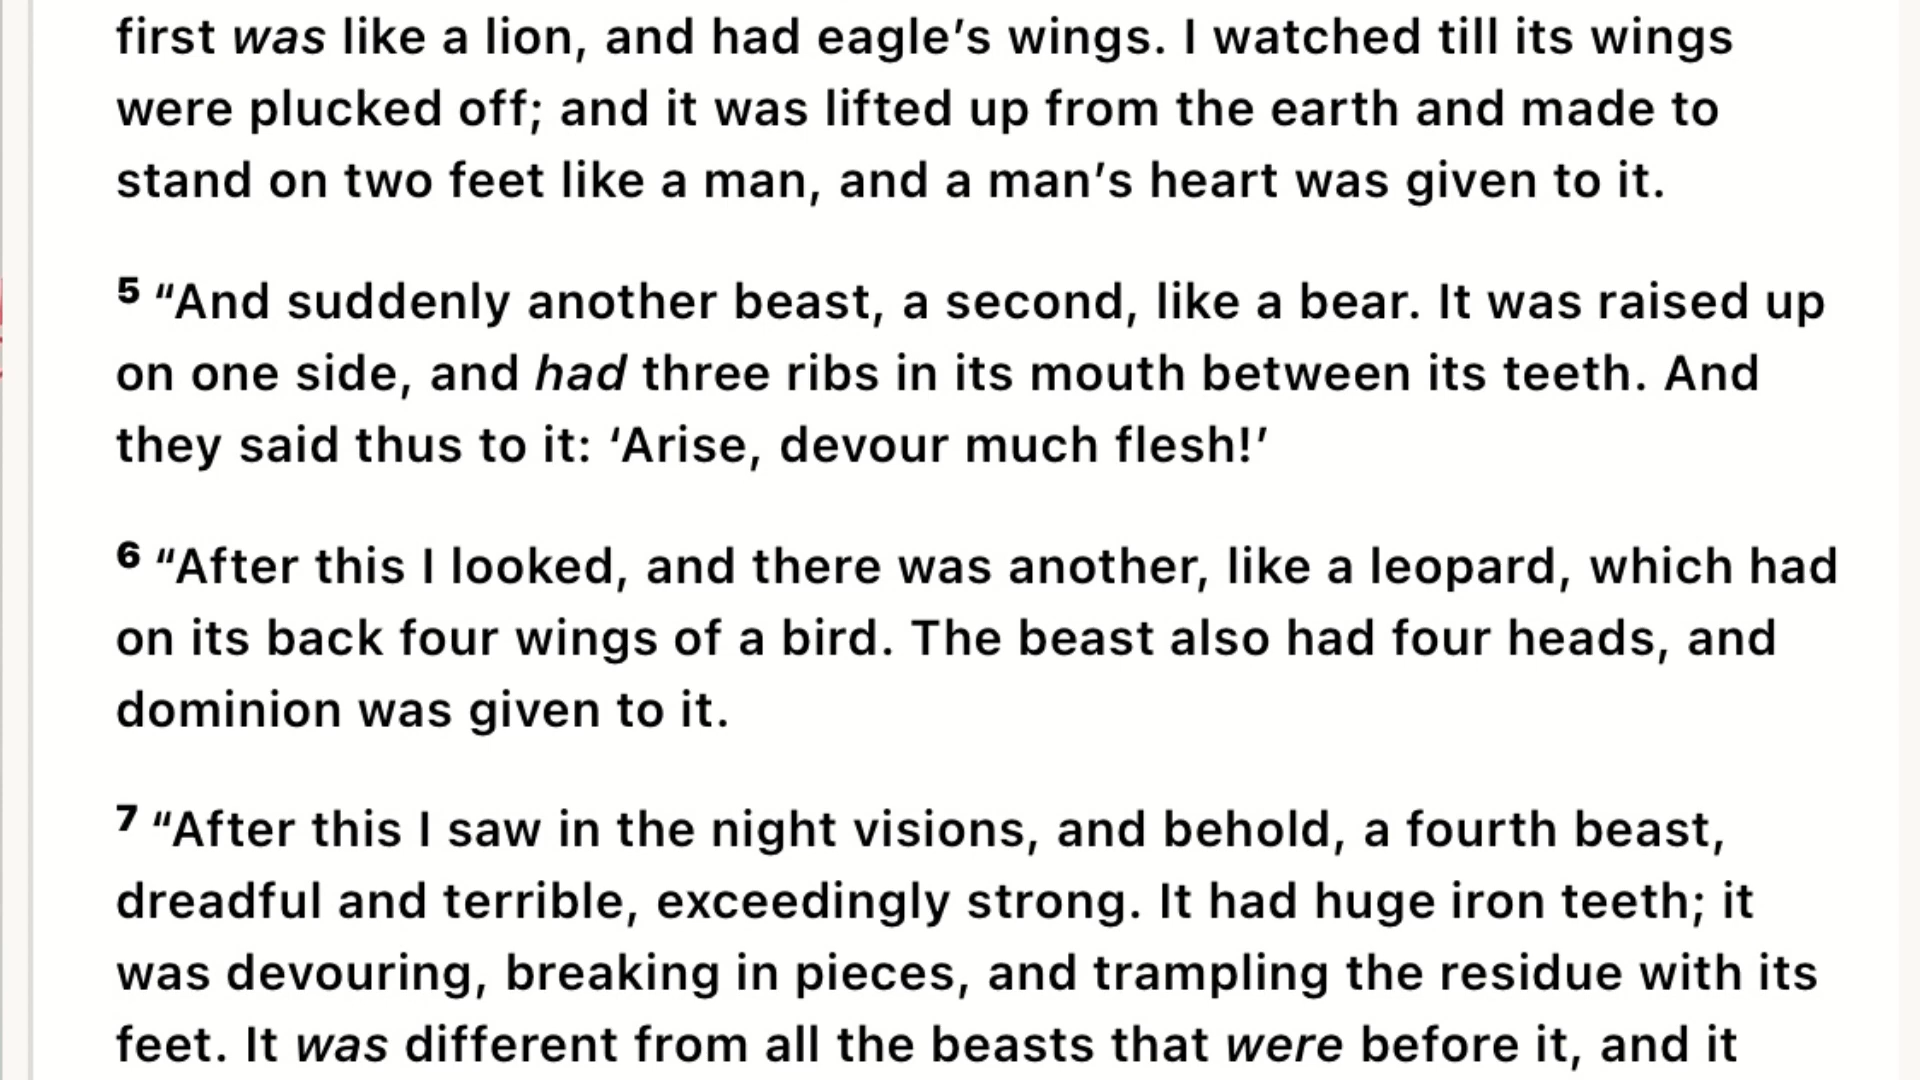 first was like a lion, and had eagle’s wings. I watched till its wings
were plucked off; and it was lifted up from the earth and made to
stand on two feet like a man, and a man’s heart was given to it.
5 “And suddenly another beast, a second, like a bear. It was raised up
on one side, and had three ribs in its mouth between its teeth. And
they said thus to it: ‘Arise, devour much flesh!’
6 “After this I looked, and there was another, like a leopard, which had
on its back four wings of a bird. The beast also had four heads, and
dominion was given to it.
7 “After this I saw in the night visions, and behold, a fourth beast,
dreadful and terrible, exceedingly strong. It had huge iron teeth; it
was devouring, breaking in pieces, and trampling the residue with its
feet. It was different from all the beasts that were before it, and it